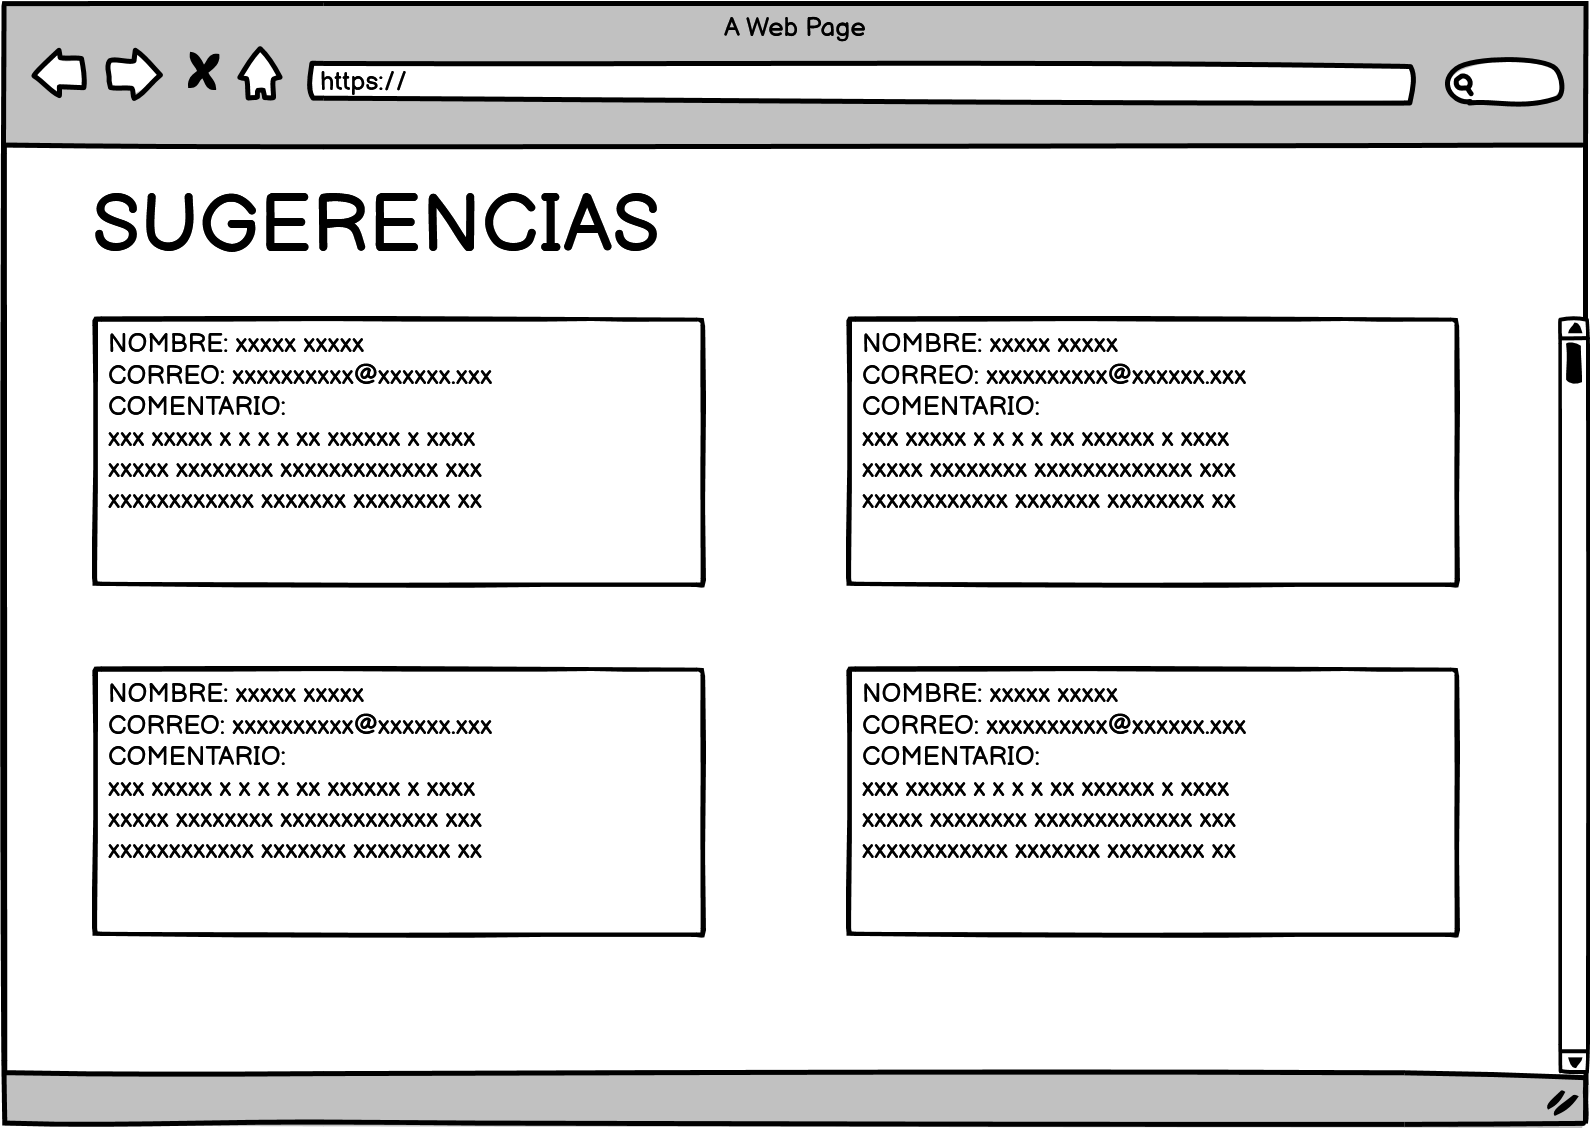 A Web Page
https://
SUGERENCIAS
NOMBRE: xxxxx xxxxx
CORREO: xxxxxxxxxx@xxxxxx.xxx
COMENTARIO:
xxx xxxxx x x x x xx xxxxxx x xxxx
xxxxx xxxxxxxx xxxxxxxxxxxxx xxx
xxxxxxxxxxxx xxxxxxx xxxxxxxx xx
NOMBRE: xxxxx xxxxx
CORREO: xxxxxxxxxx@xxxxxx.xxx
COMENTARIO:
xxx xxxxx x x x x xx xxxxxx x xxxx
xxxxx xxxxxxxx xxxxxxxxxxxxx xxx
xxxxxxxxxxxx xxxxxxx xxxxxxxx xx
NOMBRE: xxxxx xxxxx
CORREO: xxxxxxxxxx@xxxxxx.xxx
COMENTARIO:
xxx xxxxx x x x x xx xxxxxx x xxxx
xxxxx xxxxxxxx xxxxxxxxxxxxx xxx
xxxxxxxxxxxx xxxxxxx xxxxxxxx xx
NOMBRE: xxxxx xxxxx
CORREO: xxxxxxxxxx@xxxxxx.xxx
COMENTARIO:
xxx xxxxx x x x x xx xxxxxx x xxxx
xxxxx xxxxxxxx xxxxxxxxxxxxx xxx
xxxxxxxxxxxx xxxxxxx xxxxxxxx xx